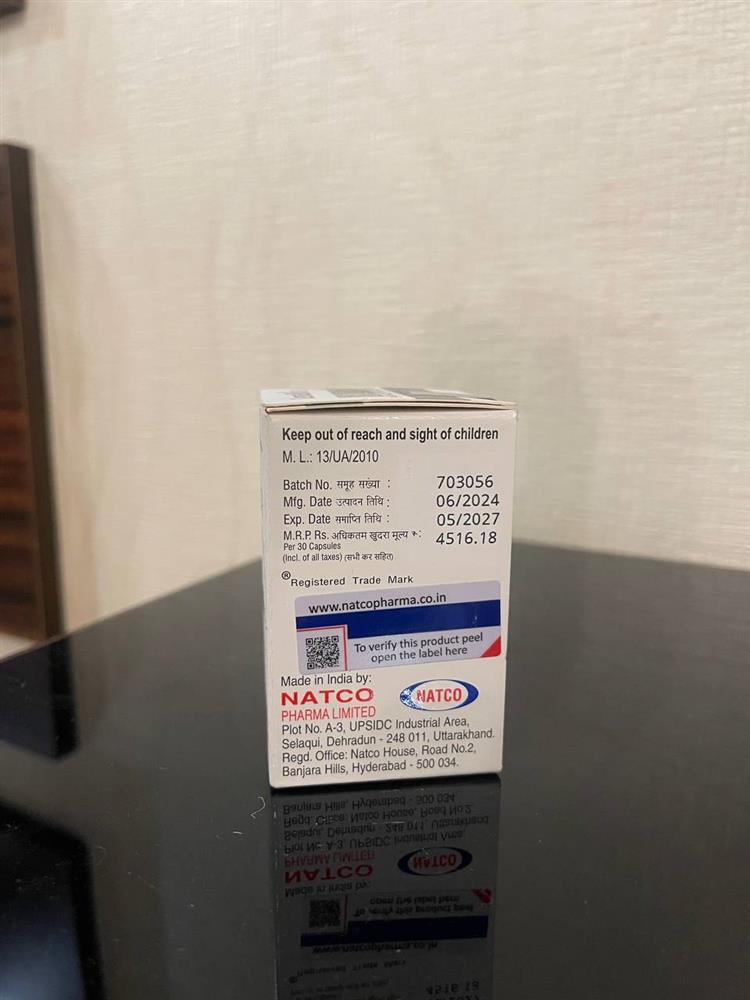 Keep out of reach and sight of children
M. L.: 13/UA/2010
Batch No. समूह संख्या : 703056
Mfg. Date उत्पादन तिथि : 06/2024
Exp. Date समाप्ति तिथि : 05/2027
M.R.P. Rs. अधिकतम खुदरा मूल्य रु: 4516.18
Per 30 Capsules
(Incl. of all taxes) (सभी कर सहित)
® Registered Trade Mark
www.natcopharma.co.in
To verify this product peel
open the label here
Made in India by:
NATCO NATCO
PHARMA LIMITED
Plot No. A-3, UPSIDC Industrial Area,
Selaqui, Dehradun - 248 011, Uttarakhand.
Regd. Office: Natco House, Road No.2,
Banjara Hills, Hyderabad - 500 034.